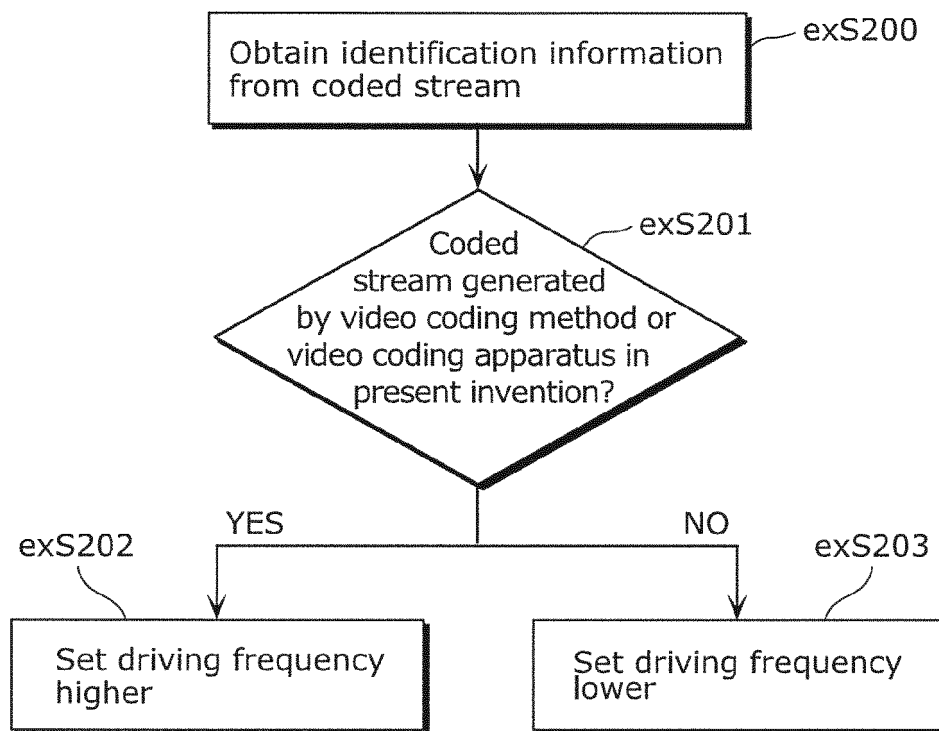 exS200
Obtain identification information
from coded stream
exS201
Coded
stream generated
by video coding method or
video coding apparatus in
present invention?
YES
NO
exS202
exS203
Set driving frequency
higher
Set driving frequency
lower